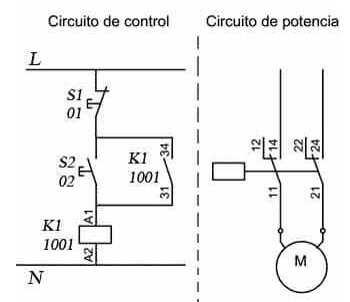 Circuito de control
Circuito de potencia
L
S1
01
S2
02
K1
1001
34
31
K1
1001
A1
A2
N
12
14
22
24
11
21
M